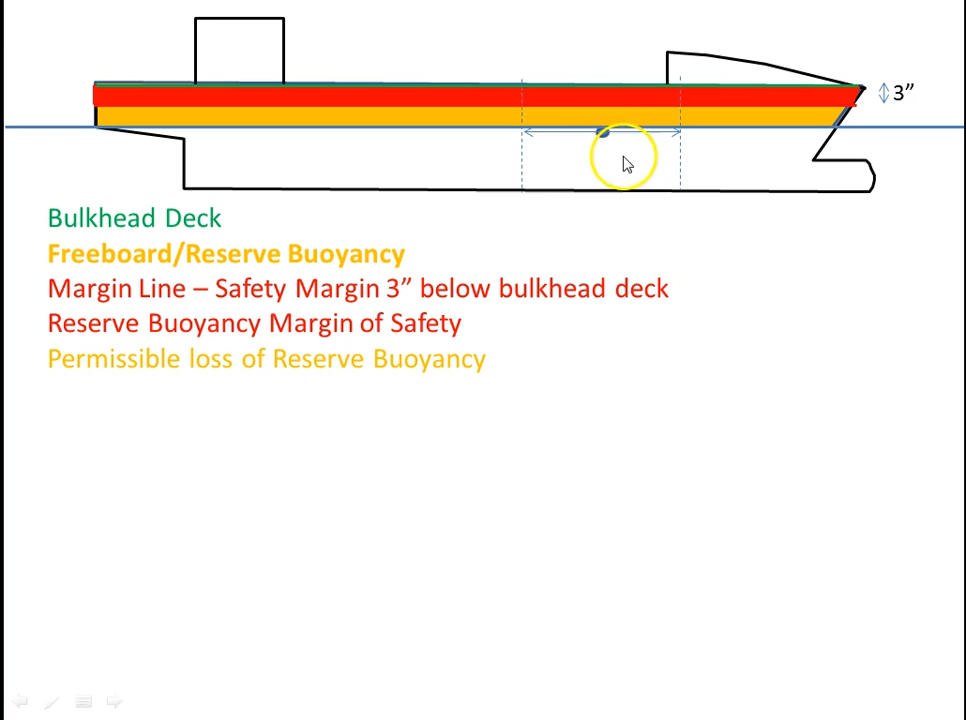 3”
Bulkhead Deck
Freeboard/Reserve Buoyancy
Margin Line – Safety Margin 3” below bulkhead deck
Reserve Buoyancy Margin of Safety
Permissible loss of Reserve Buoyancy